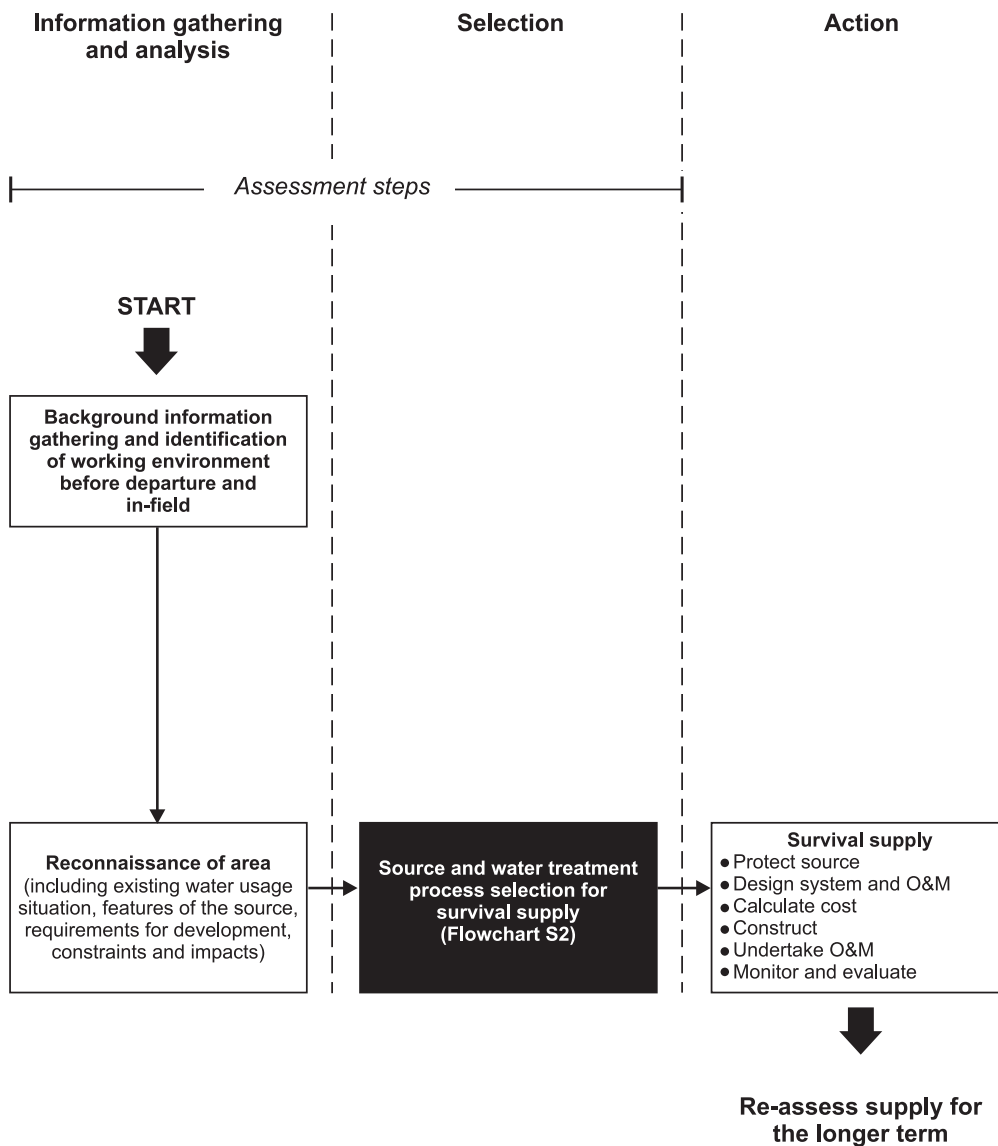 Information gathering
and analysis
Selection
Action
Assessment steps
START
Background information
gathering and identification
of working environment
before departure and
in-field
Reconnaissance of area
(including existing water usage
situation, features of the source,
requirements for development,
constraints and impacts)
Source and water treatment
process selection for
survival supply
(Flowchart S2)
Survival supply
● Protect source
● Design system and O&M
● Calculate cost
● Construct
● Undertake O&M
● Monitor and evaluate
Re-assess supply for
the longer term